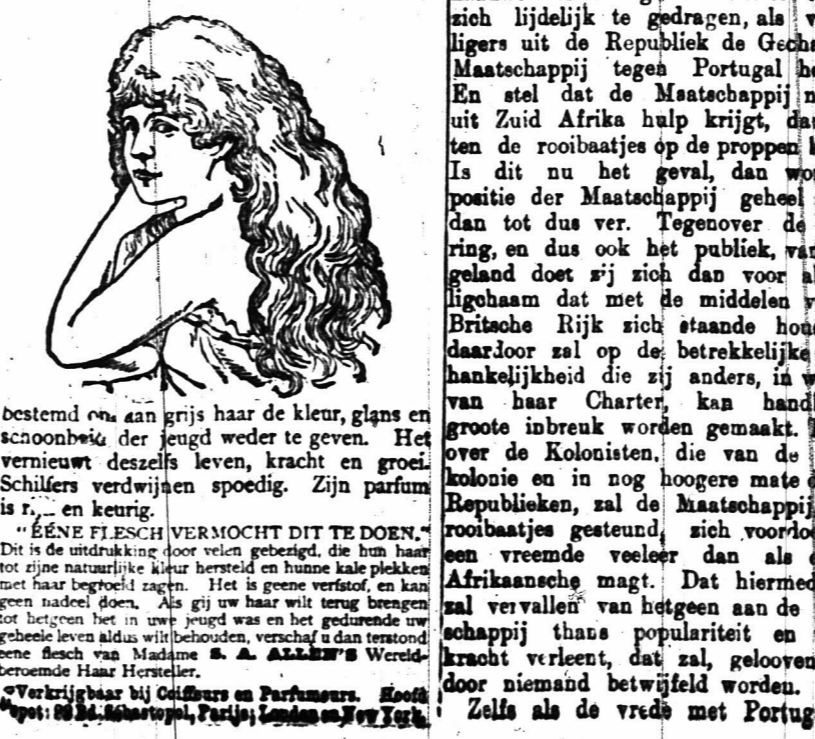 bestemd om aan grijs haar de kleur, glans en
schoonheid der jeugd weder te geven. Het
vernieuwt deszelfs leven, kracht en groei.
Schilfers verdwijnen spoedig. Zijn parfum
is en keurig.
"ÉÉNE FLESCH VERMOCHT DIT TE DOEN."
Dit is de uitdrukking door velen gebezigd, die hun haar
tot zijne natuurlijke kleur hersteld en hunne kale plekken
met haar begroeid zagen. Het is geene verfstof, en kan
geen nadeel doen. Als gij uw haar wilt terug brengen
tot hetgeen het in uwe jeugd was en het gedurende uw
geheele leven aldus wilt behouden, verschaf u dan terstond
eene flesch van Madame S. A. ALLEN'S Wereld-
beroemde Haar Hersteller.
Verkrijgbaar bij Coiffeurs en Parfumeurs. Hoofd
Depot: Bd. Sébastopol, Parijs; Londen en New York.
zich lijdelijk te gedragen, als
ligers uit de Republiek de
Maatschappij tegen Portugal
En stel dat de Maatschappij
uit Zuid Afrika hulp krijgt,
ten de rooibaatjes op de proppen
Is dit nu het geval, dan
positie der Maatschappij geheel
dan tot dus ver. Tegenover de
ring, en dus ook het publiek,
geland doet zij zich dan voor
ligchaam dat met de middelen
Britsche Rijk zich staande
daardoor zal op de betrekkelijke
hankelijkheid die zij anders, in
van haar Charter, kan
groote inbreuk worden gemaakt.
over de Kolonisten, die van de
kolonie en in nog hoogere mate
Republieken, zal de Maatschappij
rooibaatjes gesteund, zich
een vreemde veeleer dan als
Afrikaansche magt. Dat
zal vervallen van hetgeen aan de
schappij thans populariteit en
kracht verleent, dat zal, gelooven
door niemand betwijfeld worden.
Zelfs als de vrede met